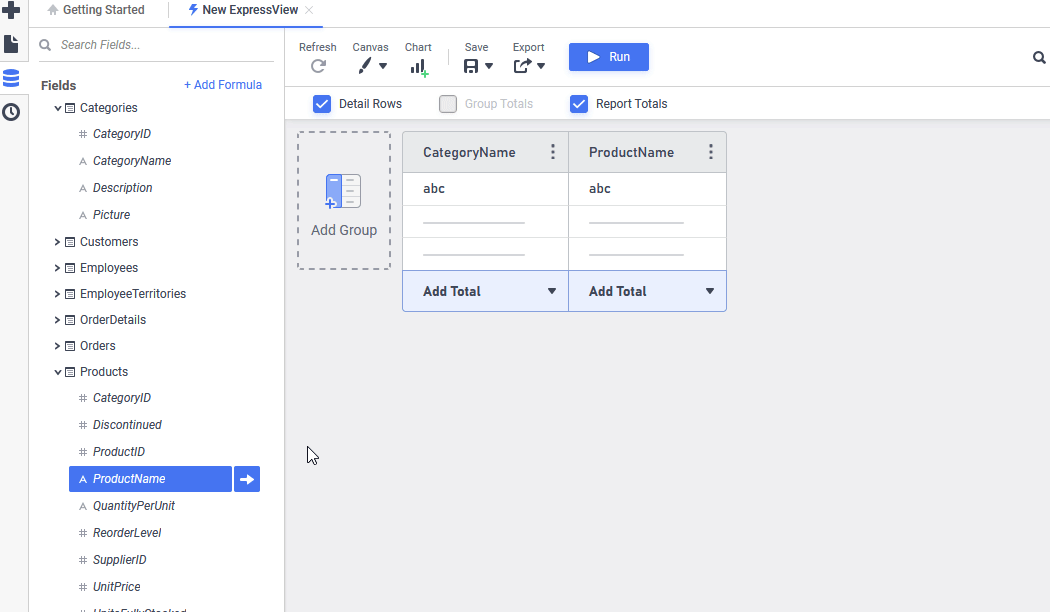 Getting Started
New ExpressView
Search Fields...
Fields
+ Add Formula
Categories
# CategoryID
A CategoryName
A Description
A Picture
Customers
Employees
EmployeeTerritories
OrderDetails
Orders
Products
# CategoryID
# Discontinued
# ProductID
A ProductName
A QuantityPerUnit
# ReorderLevel
# SupplierID
# UnitPrice
Refresh Canvas Chart Save Export
Run
Detail Rows Group Totals Report Totals
Add Group
CategoryName ProductName
abc abc
Add Total Add Total